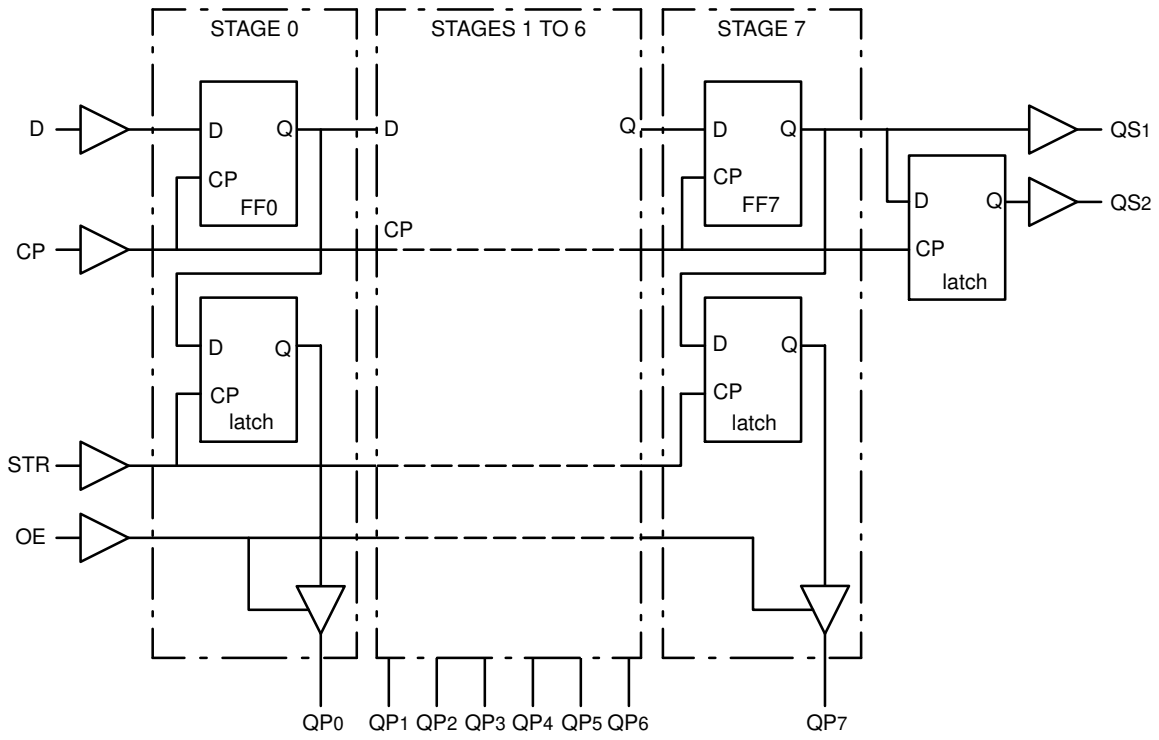 STAGE 0
STAGES 1 TO 6
STAGE 7
D
D
Q
CP
FF0
D
CP
Q
D
Q
CP
FF7
QS1
D
Q
CP
latch
QS2
CP
D
Q
CP
latch
D
Q
CP
latch
STR
OE
QP0
QP1
QP2
QP3
QP4
QP5
QP6
QP7